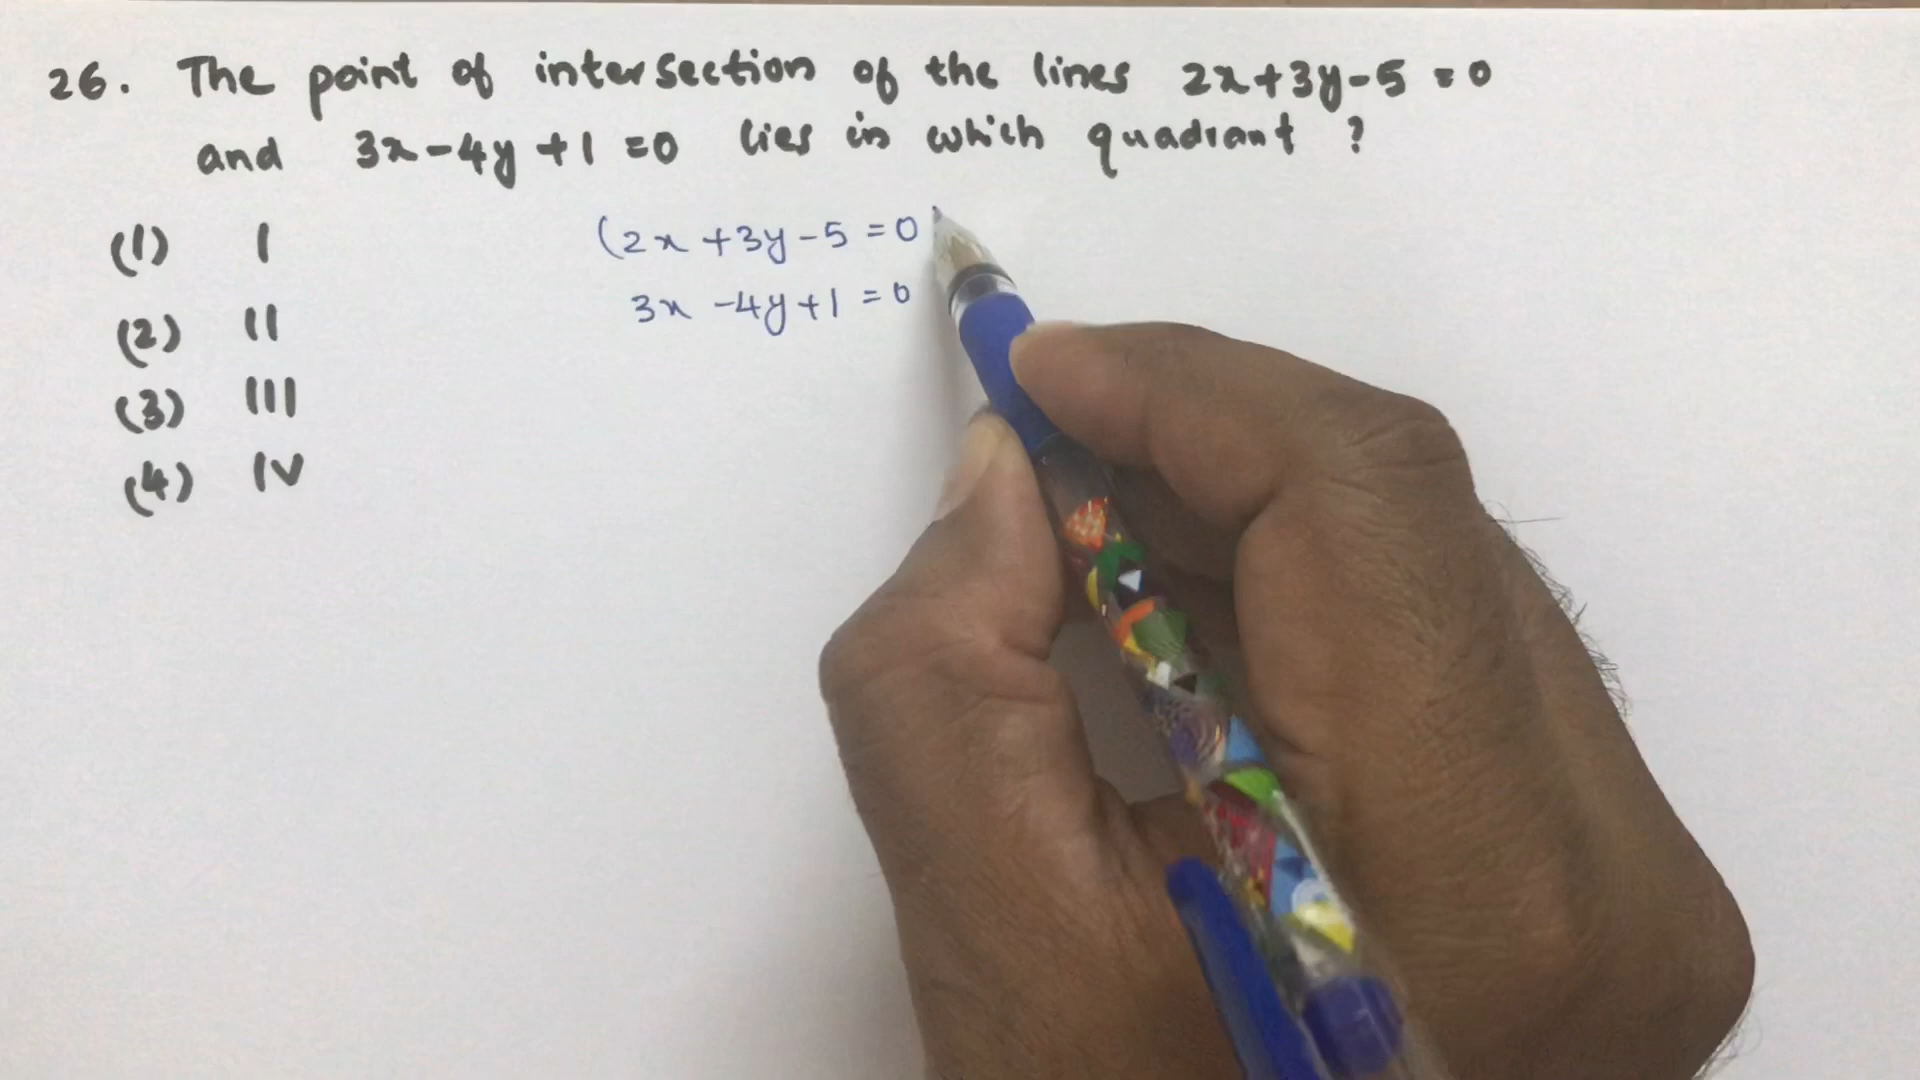 26. The point of intersection of the lines 2x+3y-5=0
and 3x-4y+1=0 lies in which quadrant ?
(1) I
(2) II
(3) III
(4) IV
(2x+3y-5=0
3x-4y+1=0